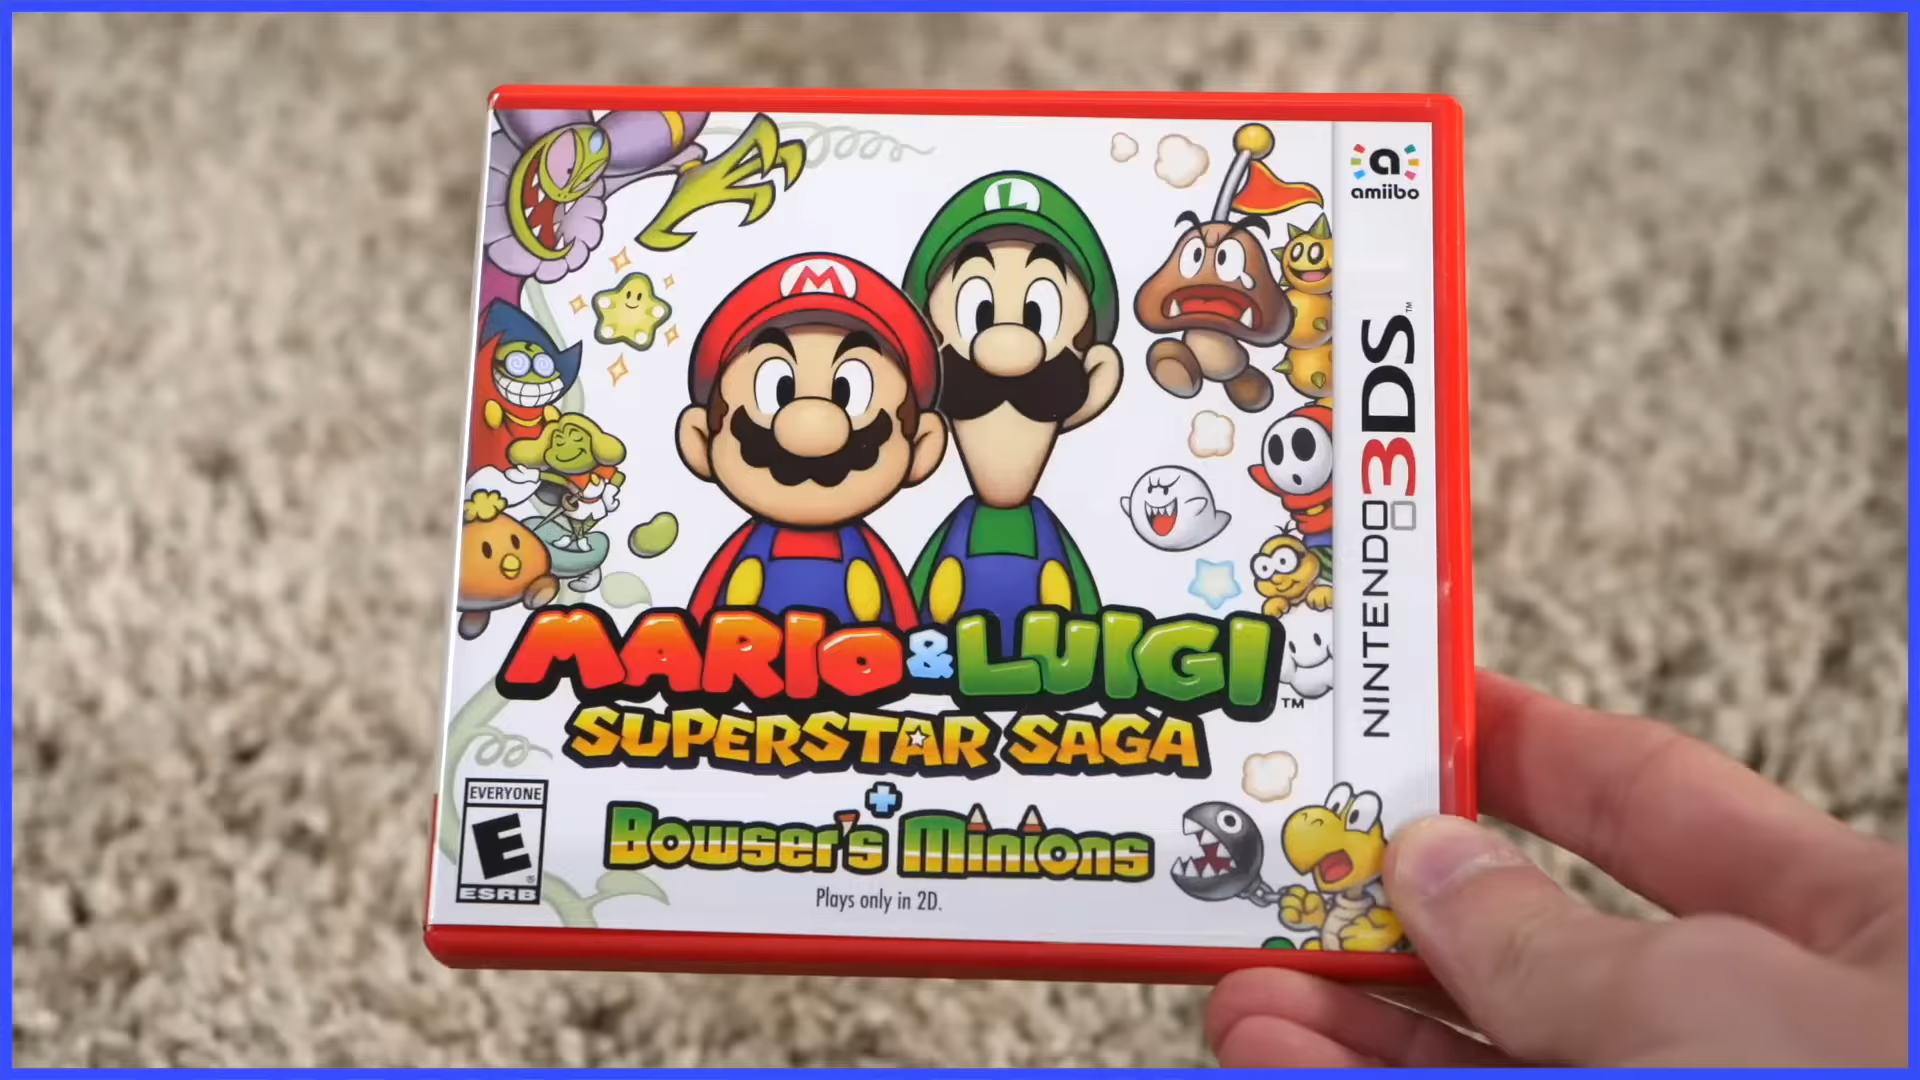 amiibo
L
M
NINTENDO 3DS™
MARIO & LUIGI™
SUPERSTAR SAGA
+
Bowser's Minions
Plays only in 2D.
EVERYONE
E®
ESRB